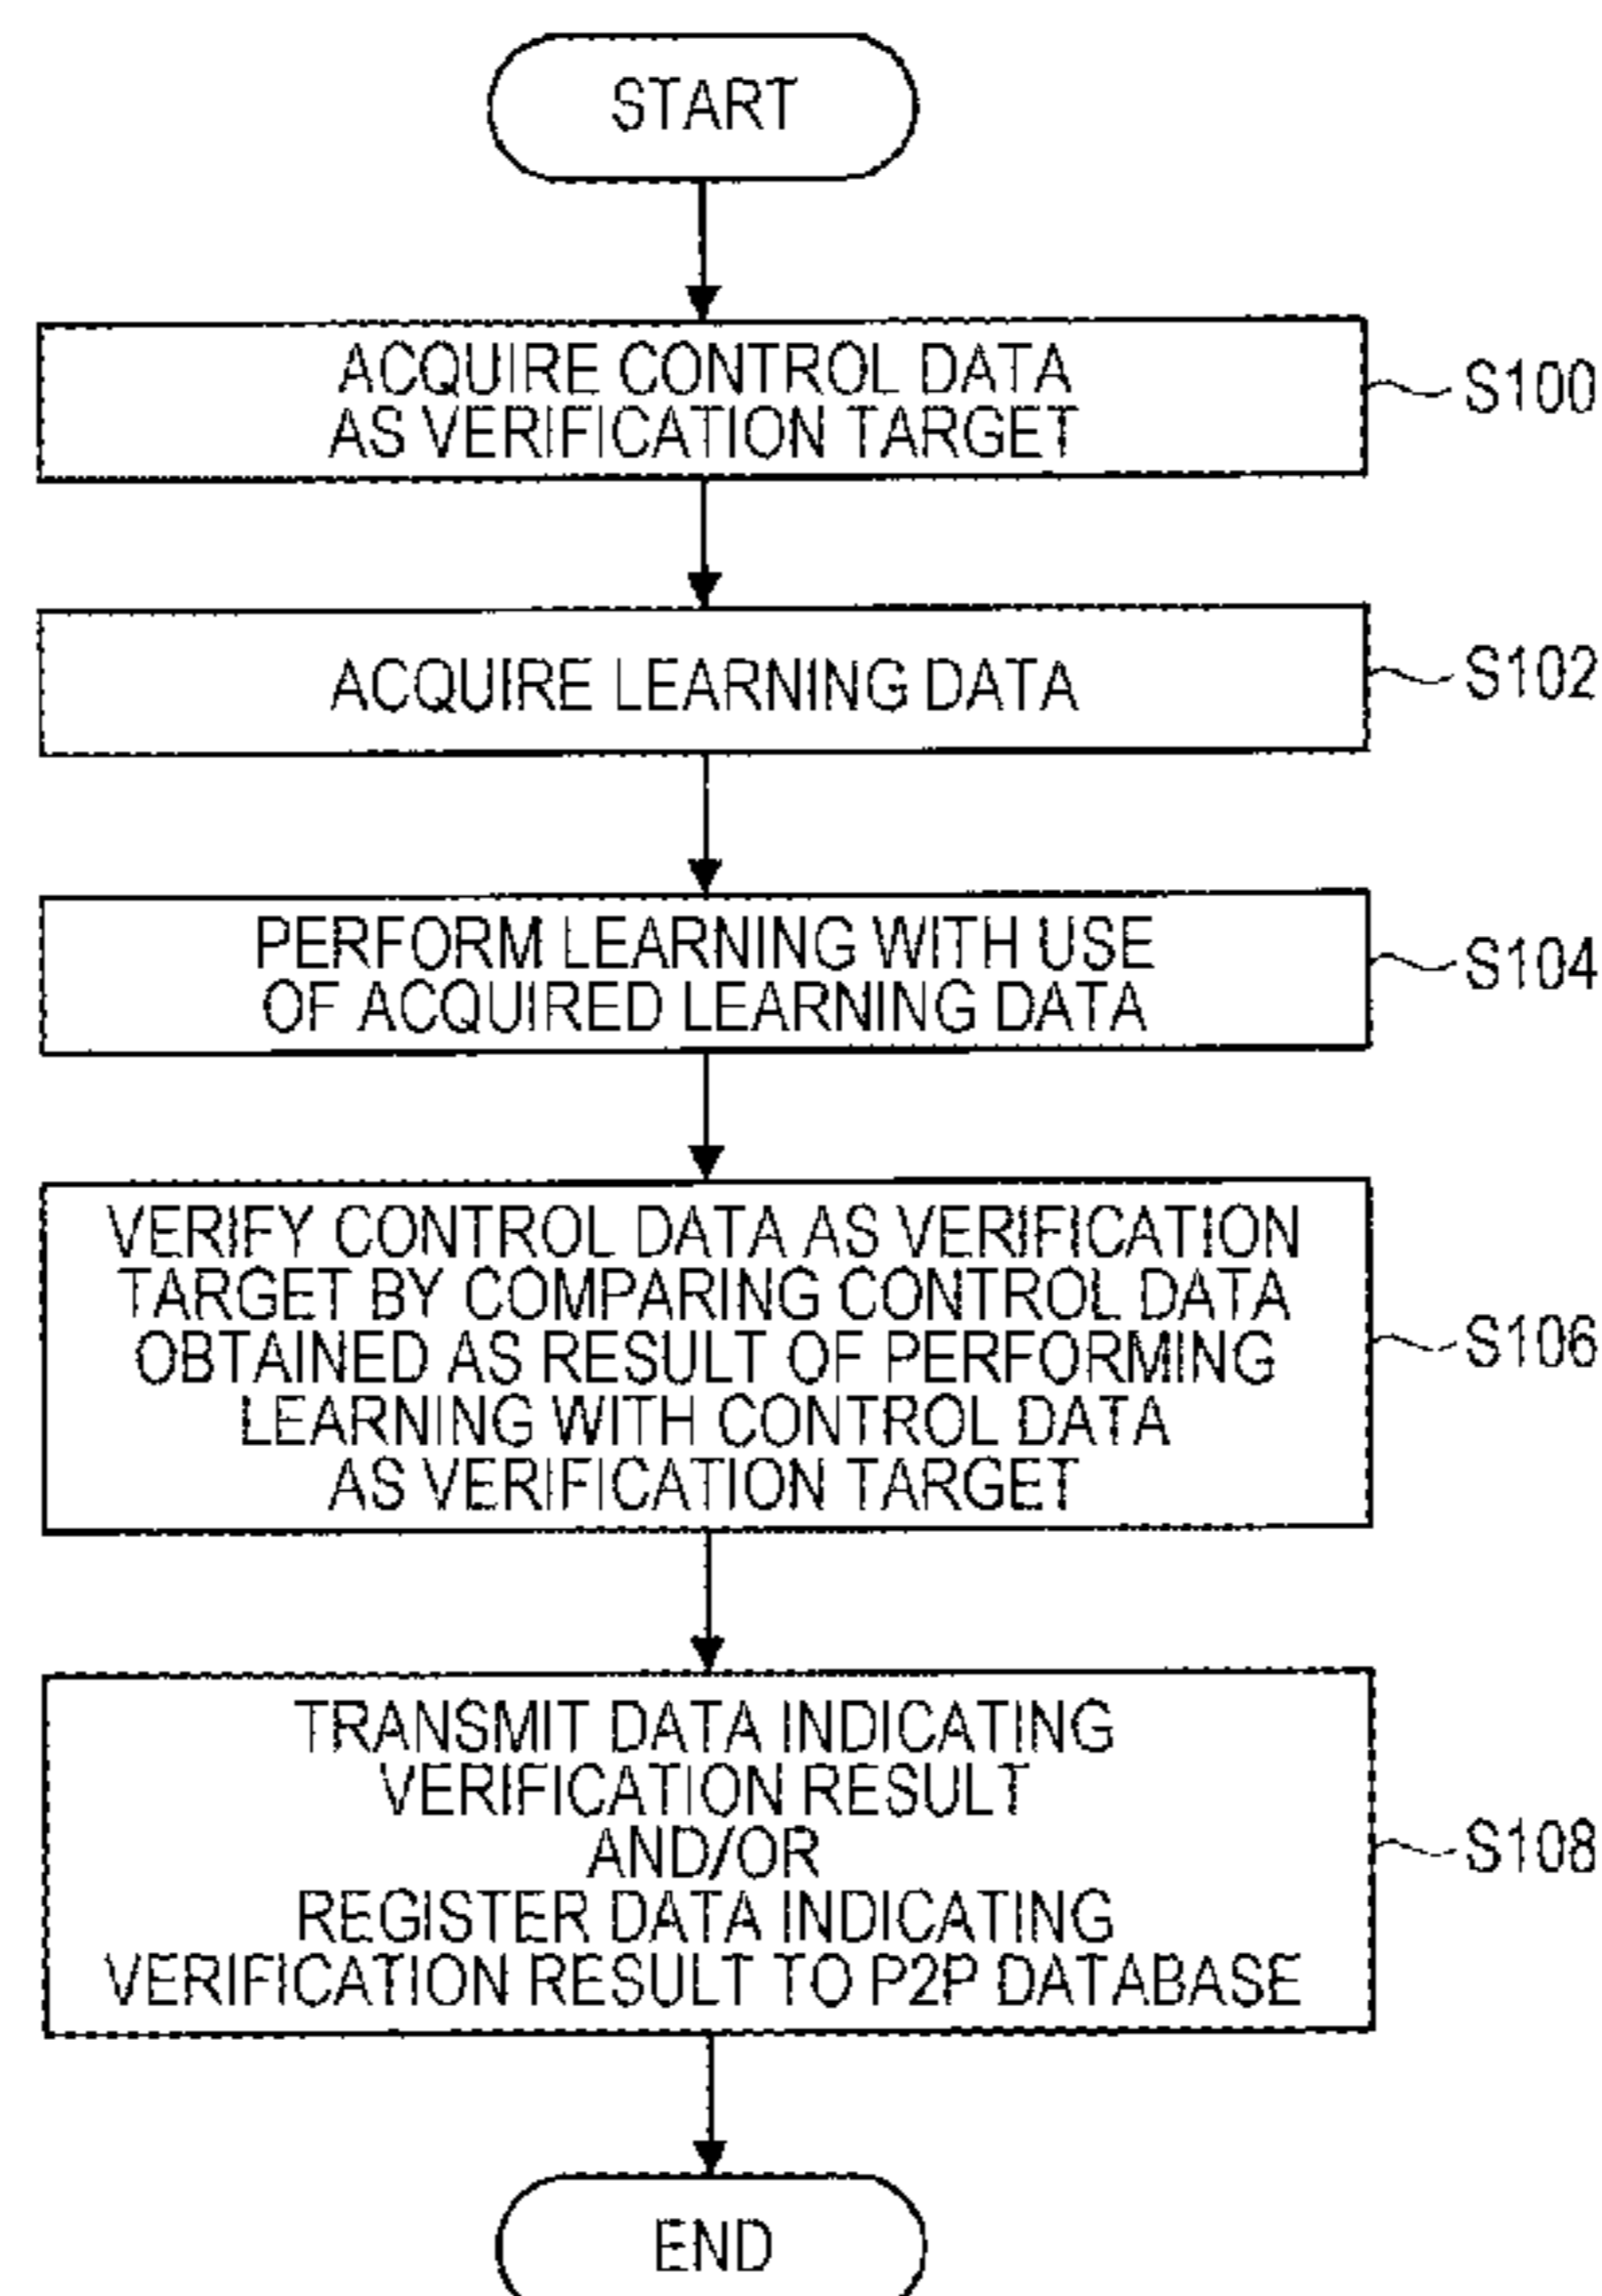 START
ACQUIRE CONTROL DATA
AS VERIFICATION TARGET
S100
ACQUIRE LEARNING DATA
S102
PERFORM LEARNING WITH USE
OF ACQUIRED LEARNING DATA
S104
VERIFY CONTROL DATA AS VERIFICATION
TARGET BY COMPARING CONTROL DATA
OBTAINED AS RESULT OF PERFORMING
LEARNING WITH CONTROL DATA
AS VERIFICATION TARGET
S106
TRANSMIT DATA INDICATING
VERIFICATION RESULT
AND/OR
REGISTER DATA INDICATING
VERIFICATION RESULT TO P2P DATABASE
S108
END